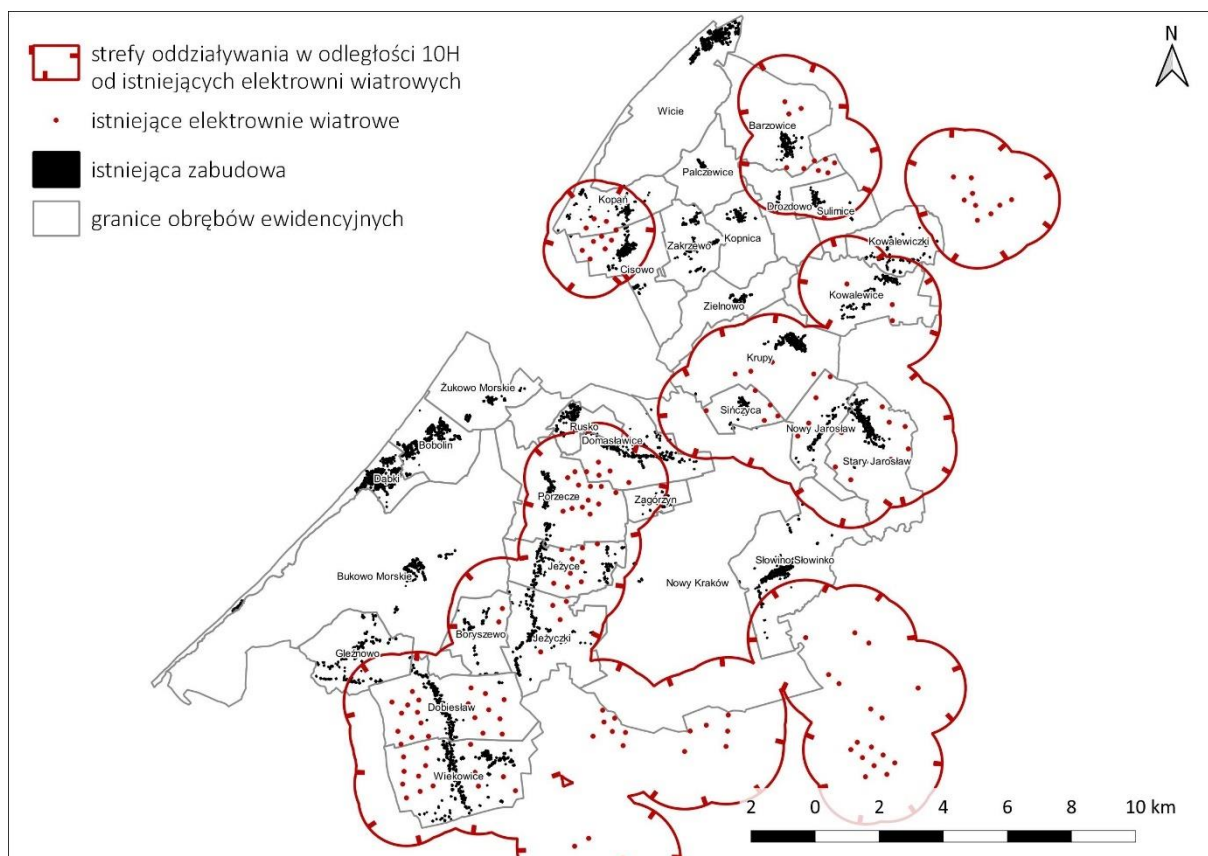 strefy oddziaływania w odległości 10H
od istniejących elektrowni wiatrowych
istniejące elektrownie wiatrowe
istniejąca zabudowa
granice obrębów ewidencyjnych
N
Wicie
Barzowice
Palczewice
Kopań
Drozdowo
Sulimice
Zakrzewo
Kopnica
Kowalewiczki
Cisowo
Zielnowo
Kowalewice
Krupy
Żukowo Morskie
Sińczyca
Rusko
Nowy Jarosław
Domasławice
Bobolin
Stary Jarosław
Dąbki
Porzecze
Zagórzyn
Jeżyce
Słowino
Słowinko
Bukowo Morskie
Nowy Kraków
Boryszewo
Jeżyczki
Gleźnowo
Dobiesław
Wiekowice
2 0 2 4 6 8 10 km